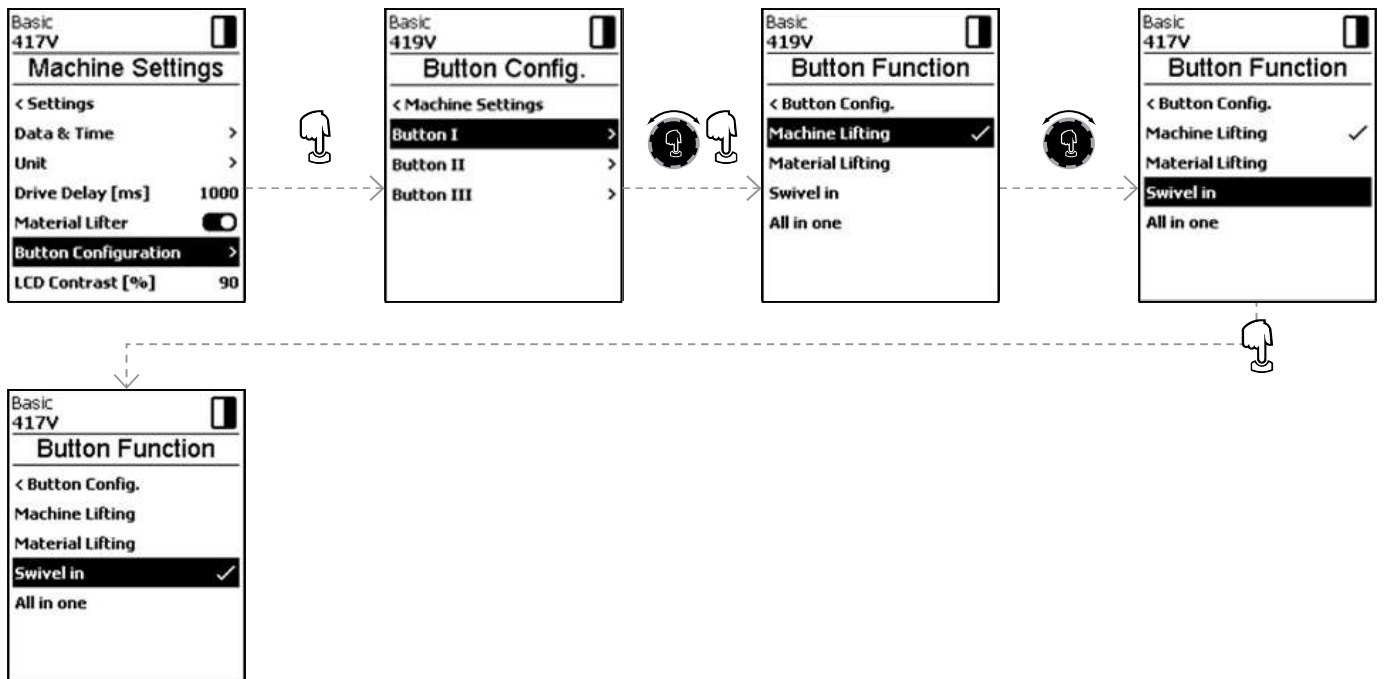 Basic
417V
Machine Settings
< Settings
Data & Time >
Unit >
Drive Delay [ms] 1000
Material Lifter
Button Configuration >
LCD Contrast [%] 90
Basic
419V
Button Config.
< Machine Settings
Button I >
Button II >
Button III >
Basic
419V
Button Function
< Button Config.
Machine Lifting ✓
Material Lifting
Swivel in
All in one
Basic
417V
Button Function
< Button Config.
Machine Lifting ✓
Material Lifting
Swivel in
All in one
Basic
417V
Button Function
< Button Config.
Machine Lifting
Material Lifting
Swivel in ✓
All in one